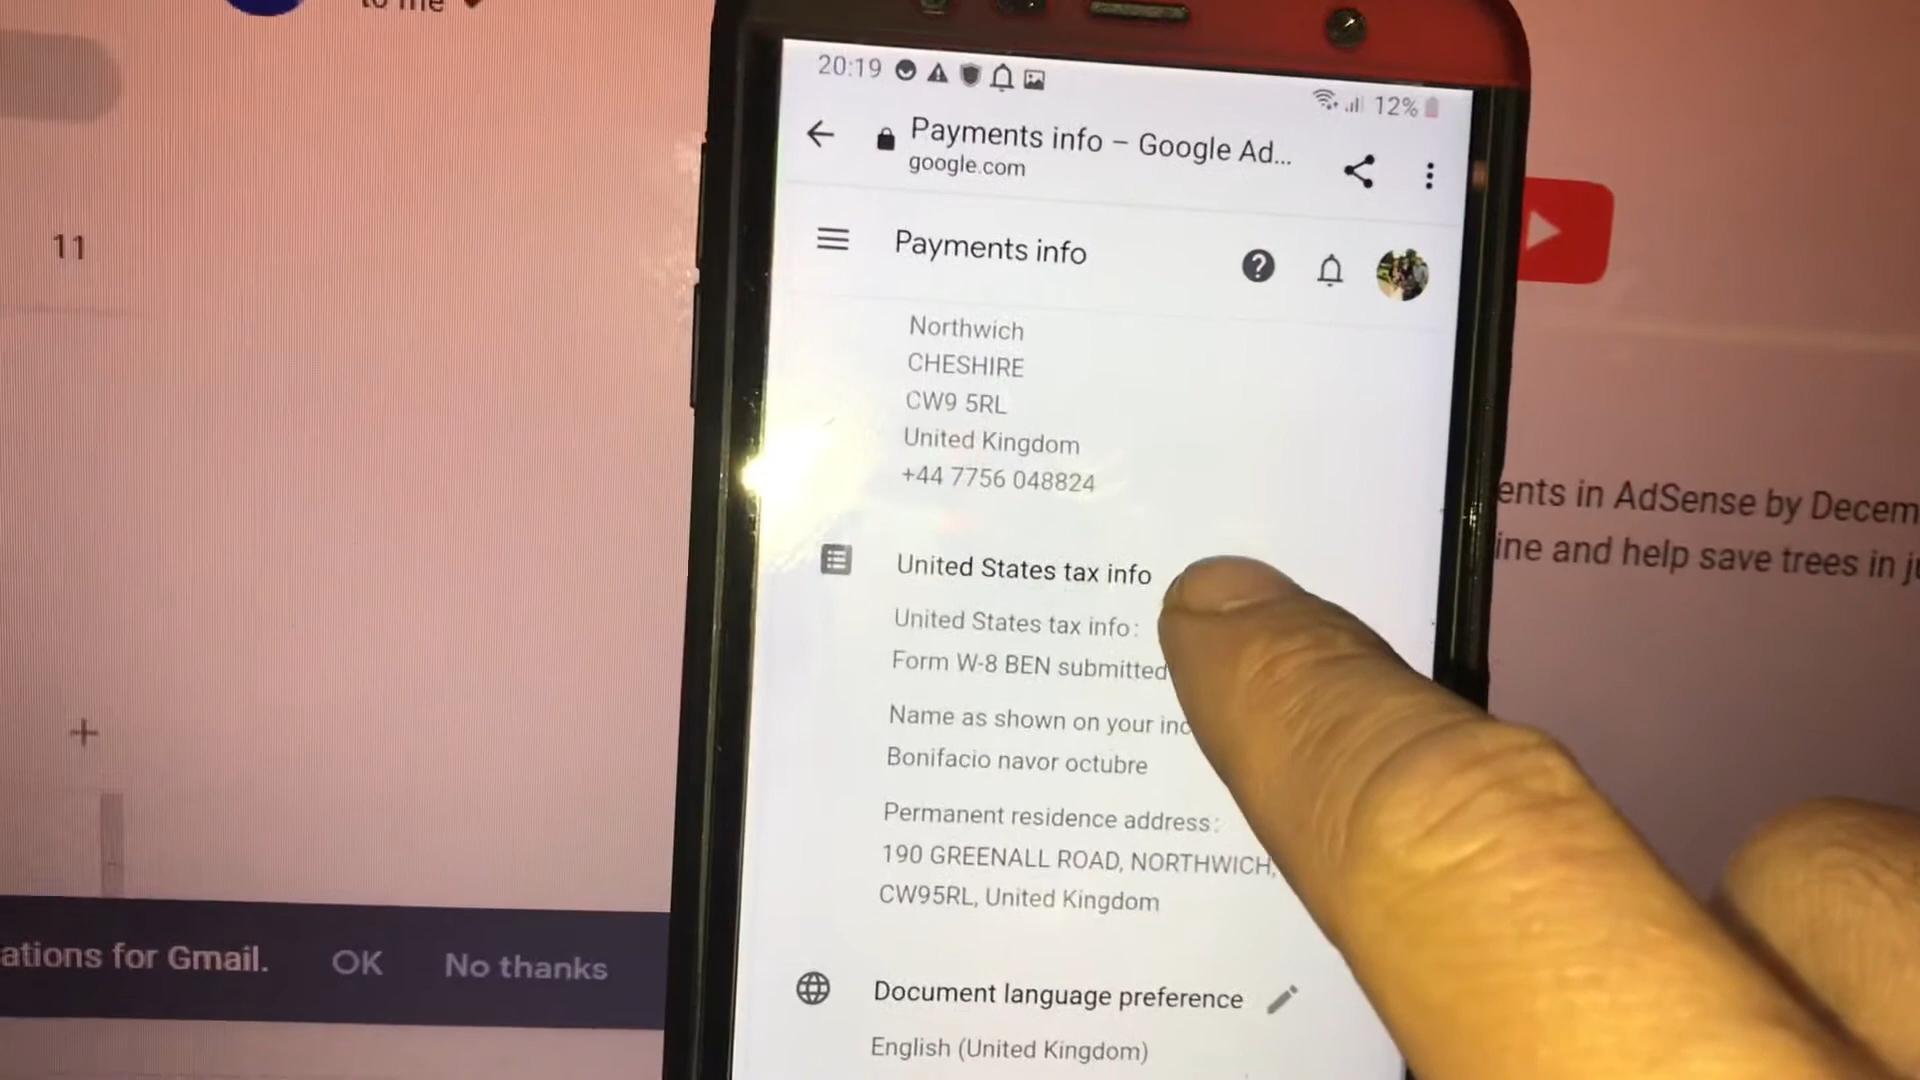 to me
11
20:19
12%
Payments info – Google Ad...
google.com
Payments info
Northwich
CHESHIRE
CW9 5RL
United Kingdom
+44 7756 048824
United States tax info
United States tax info:
Form W-8 BEN submitted
Name as shown on your inc
Bonifacio navor octubre
Permanent residence address:
190 GREENALL ROAD, NORTHWICH,
CW95RL, United Kingdom
Document language preference
English (United Kingdom)
ents in AdSense by Decem
ine and help save trees in ju
ations for Gmail. OK No thanks